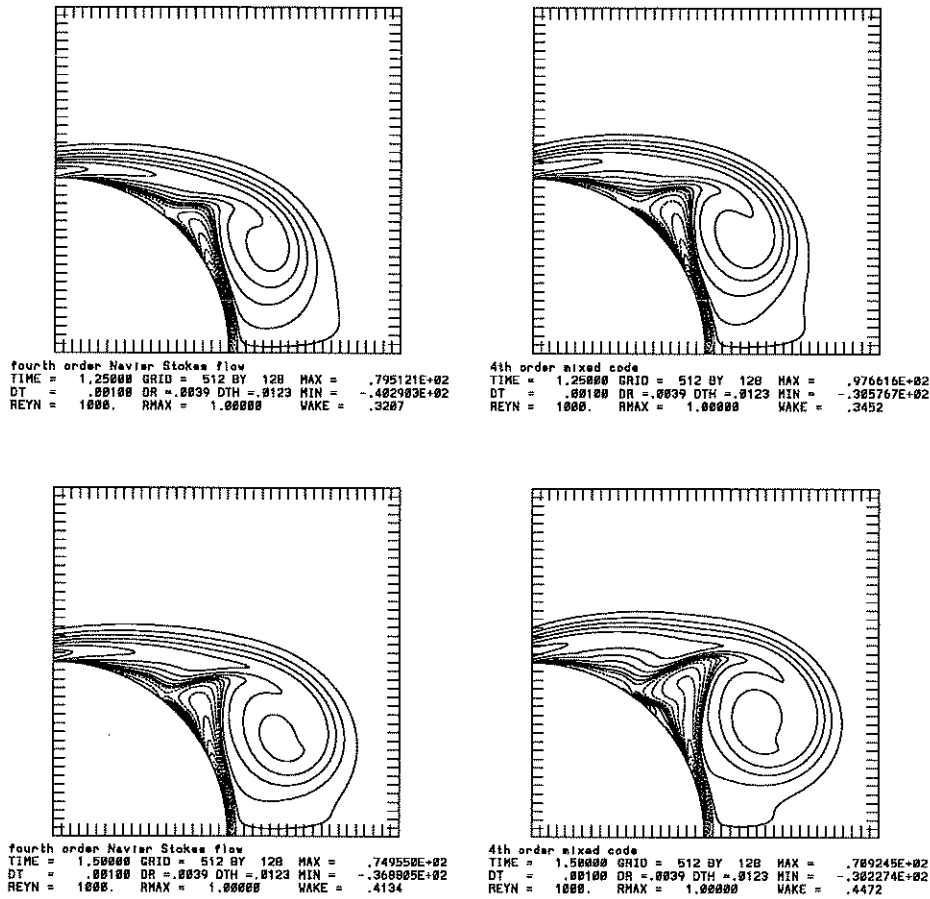 fourth order Navier Stokes flow
TIME = 1.25000 GRID = 512 BY 128 MAX = .795121E+02
DT = .00100 DR =.0039 DTH =.0123 MIN = -.402903E+02
REYN = 1000. RMAX = 1.00000 WAKE = .3207
4th order mixed code
TIME = 1.25000 GRID = 512 BY 128 MAX = .976616E+02
DT = .00100 DR =.0039 DTH =.0123 MIN = -.305767E+02
REYN = 1000. RMAX = 1.00000 WAKE = .3452
fourth order Navier Stokes flow
TIME = 1.50000 GRID = 512 BY 128 MAX = .749550E+02
DT = .00100 DR =.0039 DTH =.0123 MIN = -.368805E+02
REYN = 1000. RMAX = 1.00000 WAKE = .4134
4th order mixed code
TIME = 1.50000 GRID = 512 BY 128 MAX = .709245E+02
DT = .00100 DR =.0039 DTH =.0123 MIN = -.302274E+02
REYN = 1000. RMAX = 1.00000 WAKE = .4472